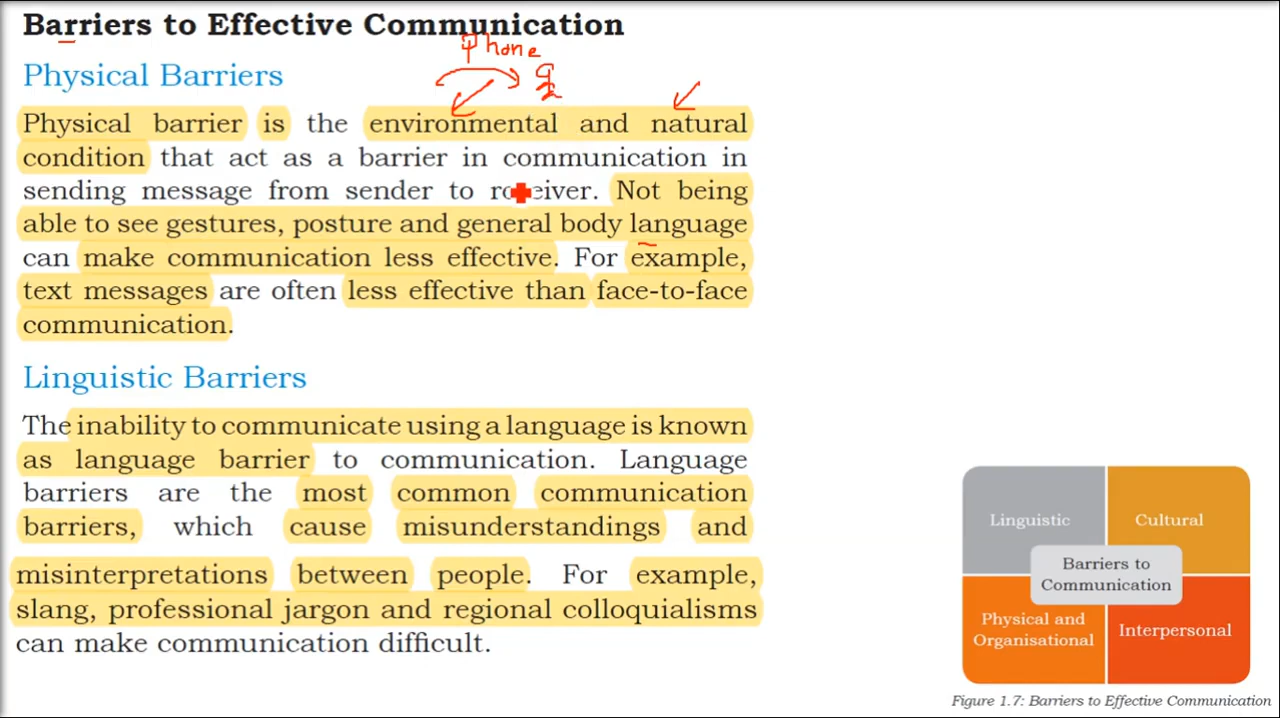 Barriers to Effective Communication
Phone
Physical Barriers
Physical barrier is the environmental and natural
condition that act as a barrier in communication in
sending message from sender to receiver. Not being
able to see gestures, posture and general body language
can make communication less effective. For example,
text messages are often less effective than face-to-face
communication.
Linguistic Barriers
The inability to communicate using a language is known
as language barrier to communication. Language
barriers are the most common communication
barriers, which cause misunderstandings and
misinterpretations between people. For example,
slang, professional jargon and regional colloquialisms
can make communication difficult.
Linguistic
Cultural
Barriers to
Communication
Physical and
Organisational
Interpersonal
Figure 1.7: Barriers to Effective Communication